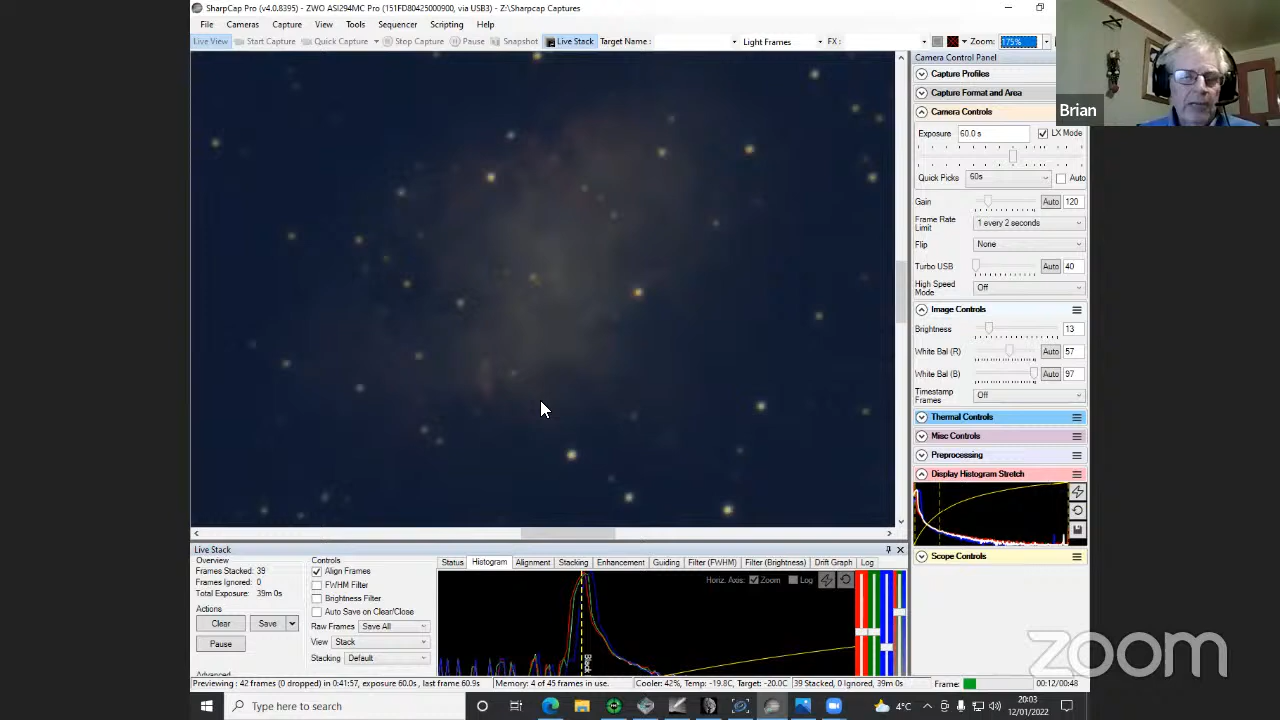 SharpCap Pro (v4.0.8395) - ZWO ASI294MC Pro (151FD80425000900, via USB3) - Z:\Sharpcap Captures
File Cameras Capture View Tools Sequencer Scripting Help
Live View Start Capture Quick Capture Stop Capture Pause Snapshot Live Stack Target Name : Light Frames FX : Zoom: 175%
Brian
Camera Control Panel
Capture Profiles
Capture Format and Area
Camera Controls
Exposure 60.0 s LX Mode
Quick Picks 60s Auto
Gain Auto 120
Frame Rate Limit 1 every 2 seconds
Flip None
Turbo USB Auto 40
High Speed Mode Off
Image Controls
Brightness 13
White Bal (R) Auto 57
White Bal (B) Auto 97
Timestamp Frames Off
Thermal Controls
Misc Controls
Preprocessing
Display Histogram Stretch
Scope Controls
Live Stack
Overview
Frames Stacked: 39
Frames Ignored: 0
Total Exposure: 39m 0s
Actions
Clear Save
Pause
Advanced
Controls
Align Frames
FWHM Filter
Brightness Filter
Auto Save on Clear/Close
Raw Frames Save All
View Stack
Stacking Default
Status Histogram Alignment Stacking Enhancement Guiding Filter (FWHM) Filter (Brightness) Drift Graph Log
Horiz. Axis: Zoom Log
Black
zoom
Previewing : 42 frames (0 dropped) in 0:41:57, exposure 60.0s , last frame 60.9s Memory: 4 of 45 frames in use. Cooler: 42%, Temp: -19.8C, Target: -20.0C 39 Stacked, 0 Ignored, 39m 0s Frame: 00:12/00:48
Type here to search
4°C
20:03
12/01/2022